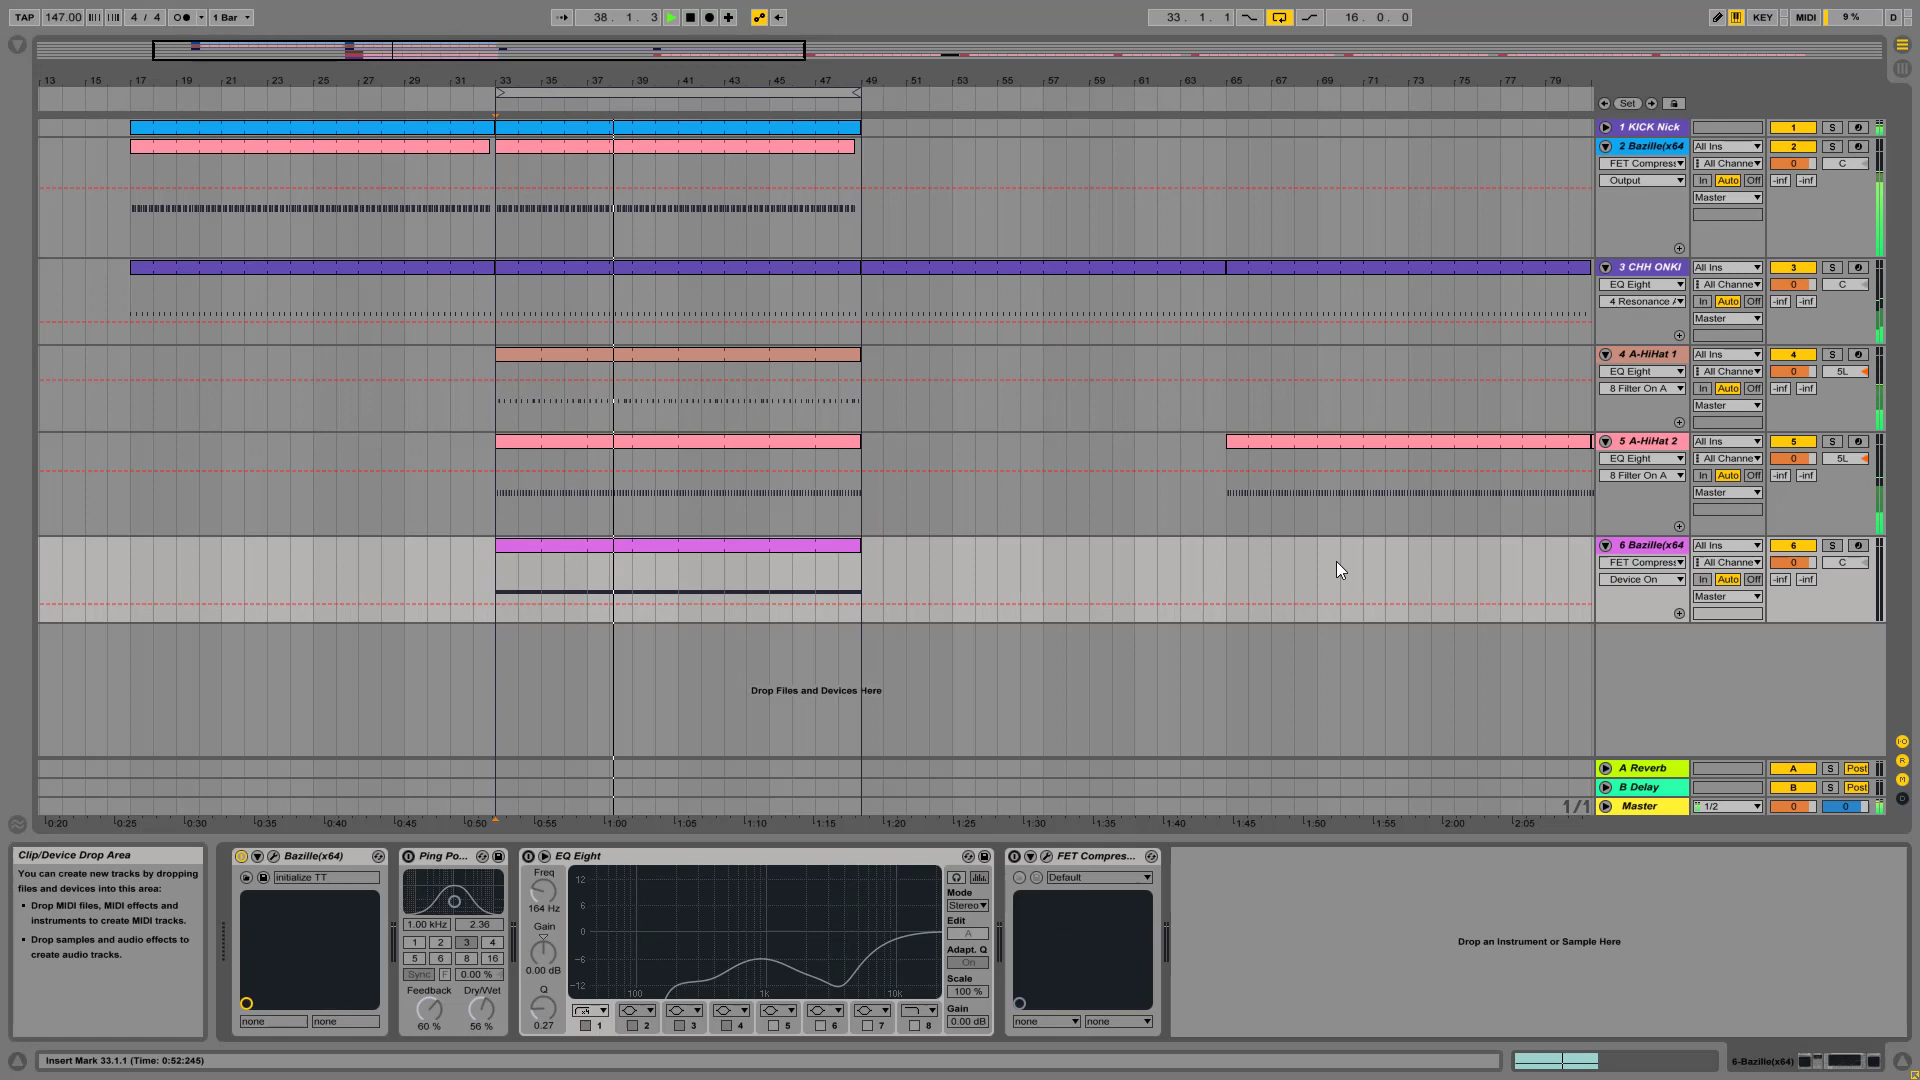 TAP 147.00 4 / 4 1 Bar 38. 1. 3 33. 1. 1 16. 0. 0 KEY MIDI 9 % D
13 15 17 19 21 23 25 27 29 31 33 35 37 39 41 43 45 47 49 51 53 55 57 59 61 63 65 67 69 71 73 75 77 79
Set
1 KICK Nick 1 S
2 Bazille(x64 All Ins 2 S
FET Compres All Channe 0 C
Output In Auto Off -inf -inf
Master
3 CHH ONKI All Ins 3 S
EQ Eight All Channe 0 C
4 Resonance A In Auto Off -inf -inf
Master
4 A-HiHat 1 All Ins 4 S
EQ Eight All Channe 0 5L
8 Filter On A In Auto Off -inf -inf
Master
5 A-HiHat 2 All Ins 5 S
EQ Eight All Channe 0 5L
8 Filter On A In Auto Off -inf -inf
Master
6 Bazille(x64 All Ins 6 S
FET Compres All Channe 0 C
Device On In Auto Off -inf -inf
Master
Drop Files and Devices Here
A Reverb A S Post
B Delay B S Post
1/1 Master 1/2 0 0
0:20 0:25 0:30 0:35 0:40 0:45 0:50 0:55 1:00 1:05 1:10 1:15 1:20 1:25 1:30 1:35 1:40 1:45 1:50 1:55 2:00 2:05
Clip/Device Drop Area
You can create new tracks by dropping
files and devices into this area:
Drop MIDI files, MIDI effects and
instruments to create MIDI tracks.
Drop samples and audio effects to
create audio tracks.
Bazille(x64)
initialize TT
none none
Ping Po...
1.00 kHz 2.36
1 2 3 4
5 6 8 16
Sync F 0.00 %
Feedback Dry/Wet
60 % 56 %
EQ Eight
Freq
164 Hz
Gain
0.00 dB
Q
0.27
12
6
0
-6
-12
100 1k 10k
1 2 3 4 5 6 7 8
Mode
Stereo
Edit
A
Adapt. Q
On
Scale
100 %
Gain
0.00 dB
FET Compres...
Default
none none
Drop an Instrument or Sample Here
Insert Mark 33.1.1 (Time: 0:52:245)
6-Bazille(x64)